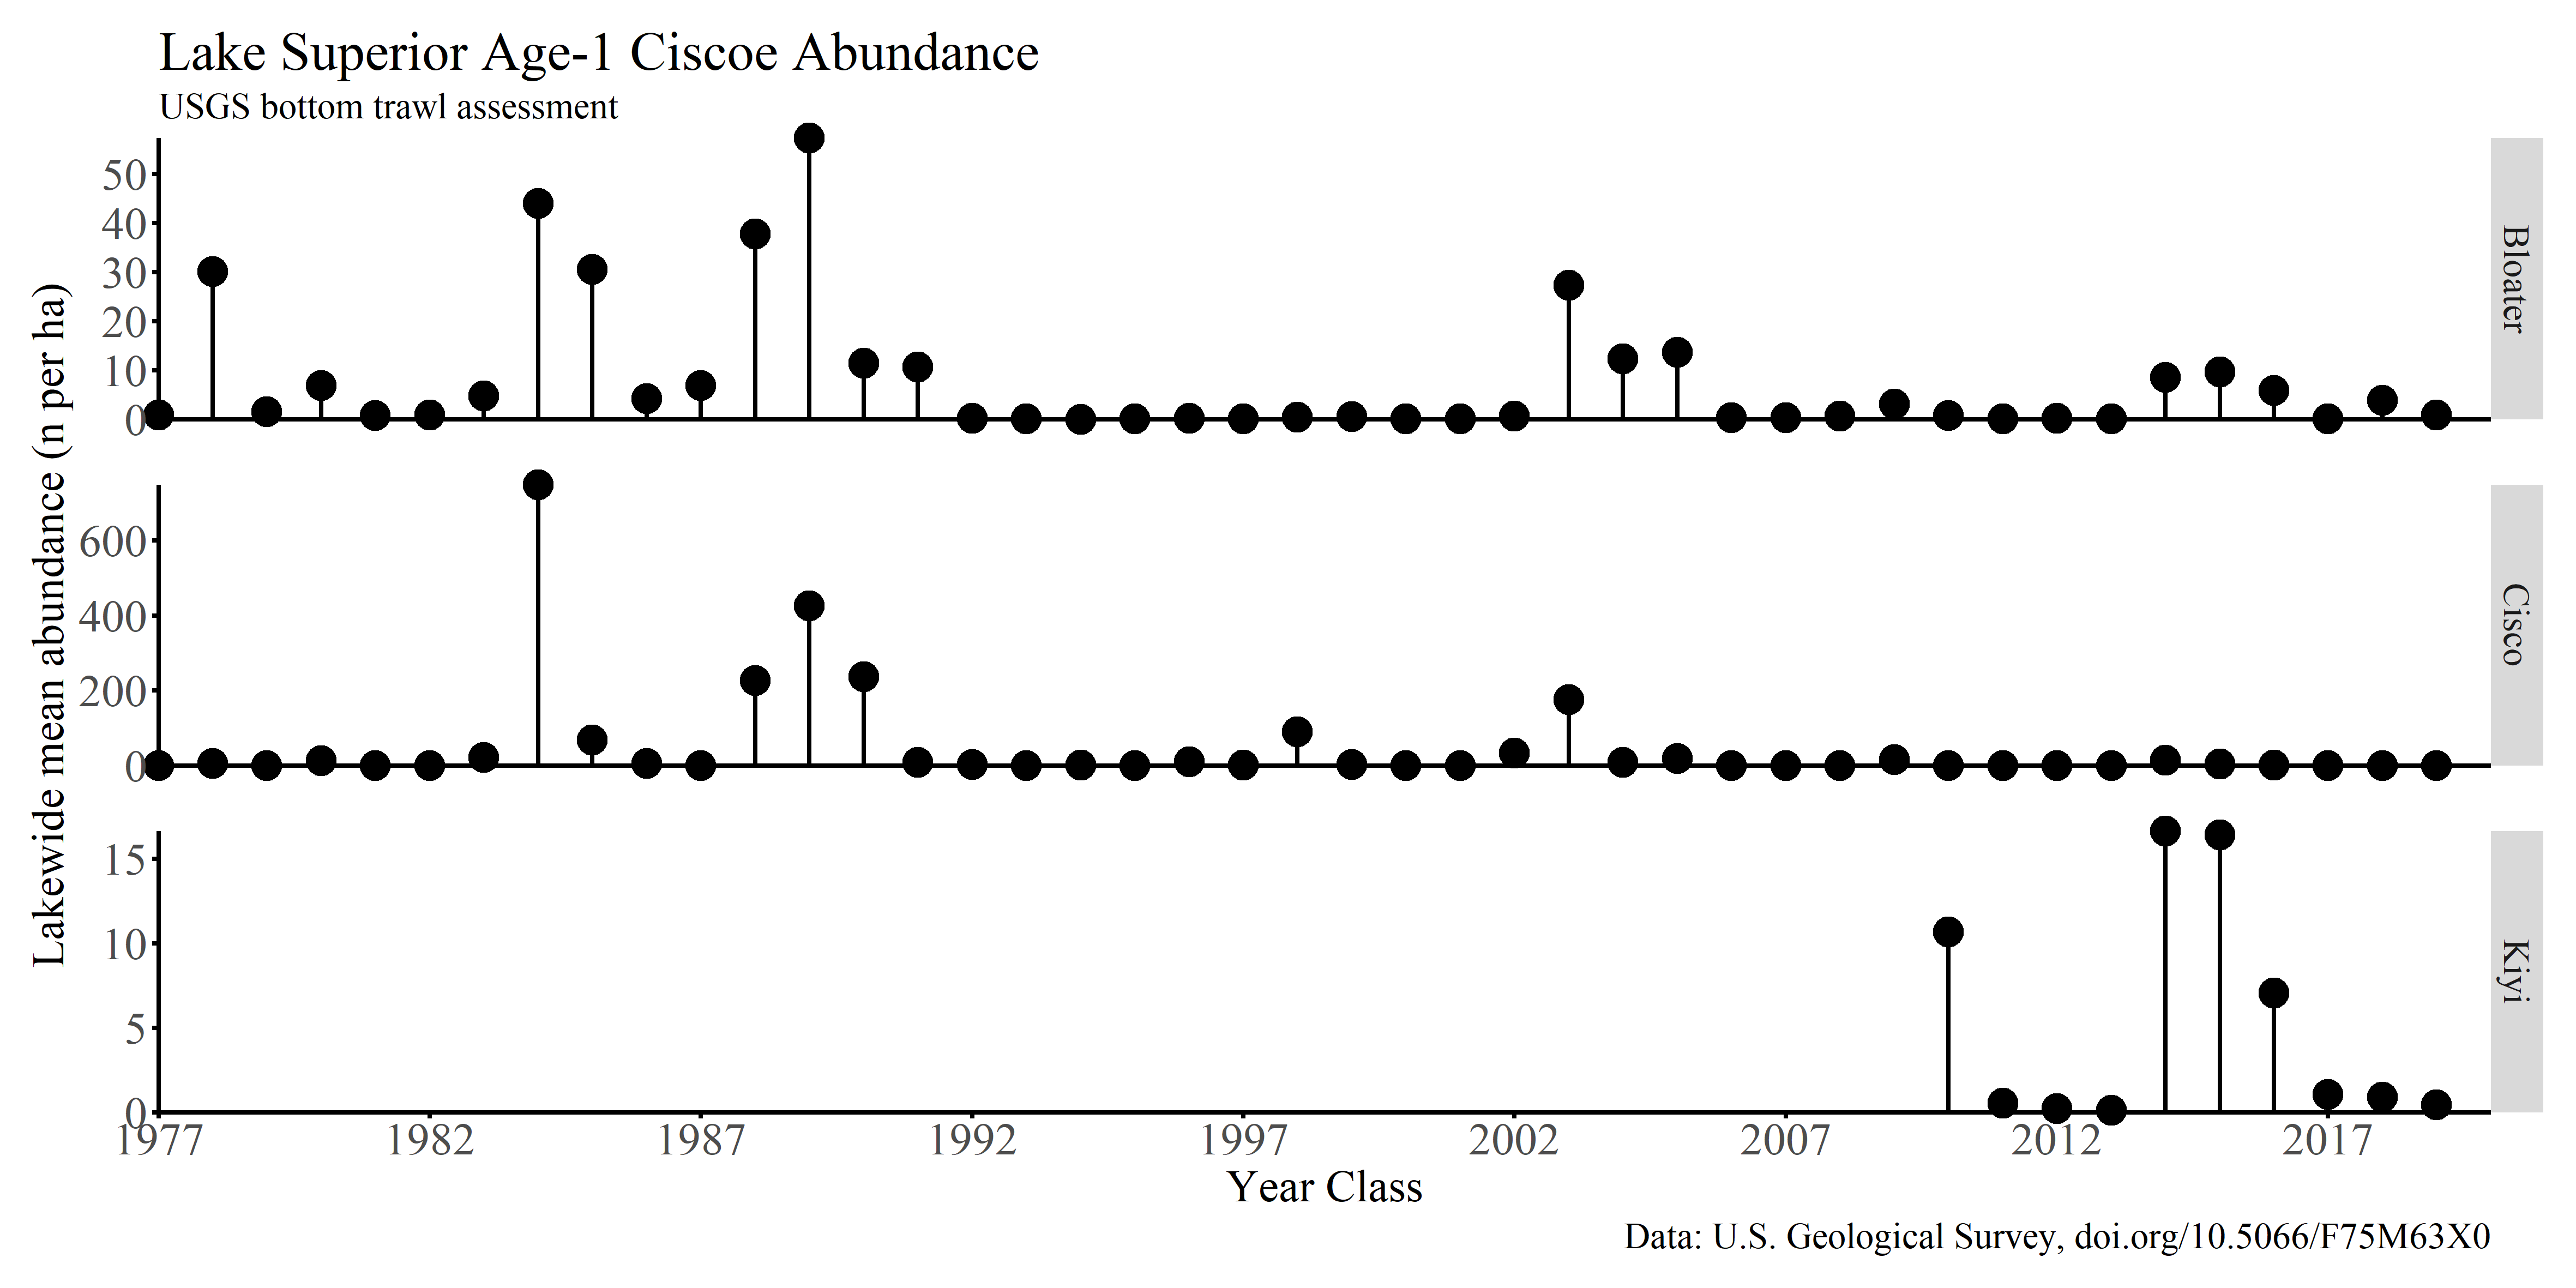 Lake Superior Age-1 Ciscoe Abundance
USGS bottom trawl assessment
Lakewide mean abundance (n per ha)
50
40
30
20
10
0
Bloater
600
400
200
0
Cisco
15
10
5
0
Kiyi
1977 1982 1987 1992 1997 2002 2007 2012 2017
Year Class
Data: U.S. Geological Survey, doi.org/10.5066/F75M63X0